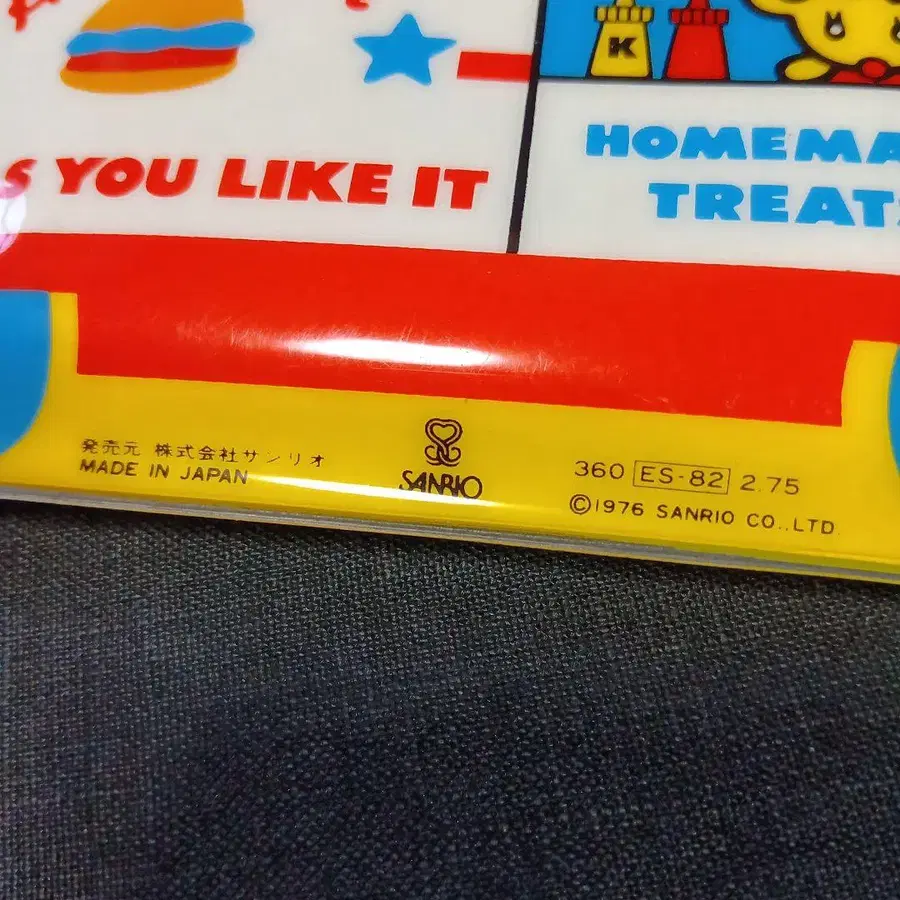 S YOU LIKE IT
K
HOMEMA
TREATS
発売元 株式会社サンリオ
MADE IN JAPAN
SANRIO
360 ES-82 2.75
©1976 SANRIO CO.,LTD.